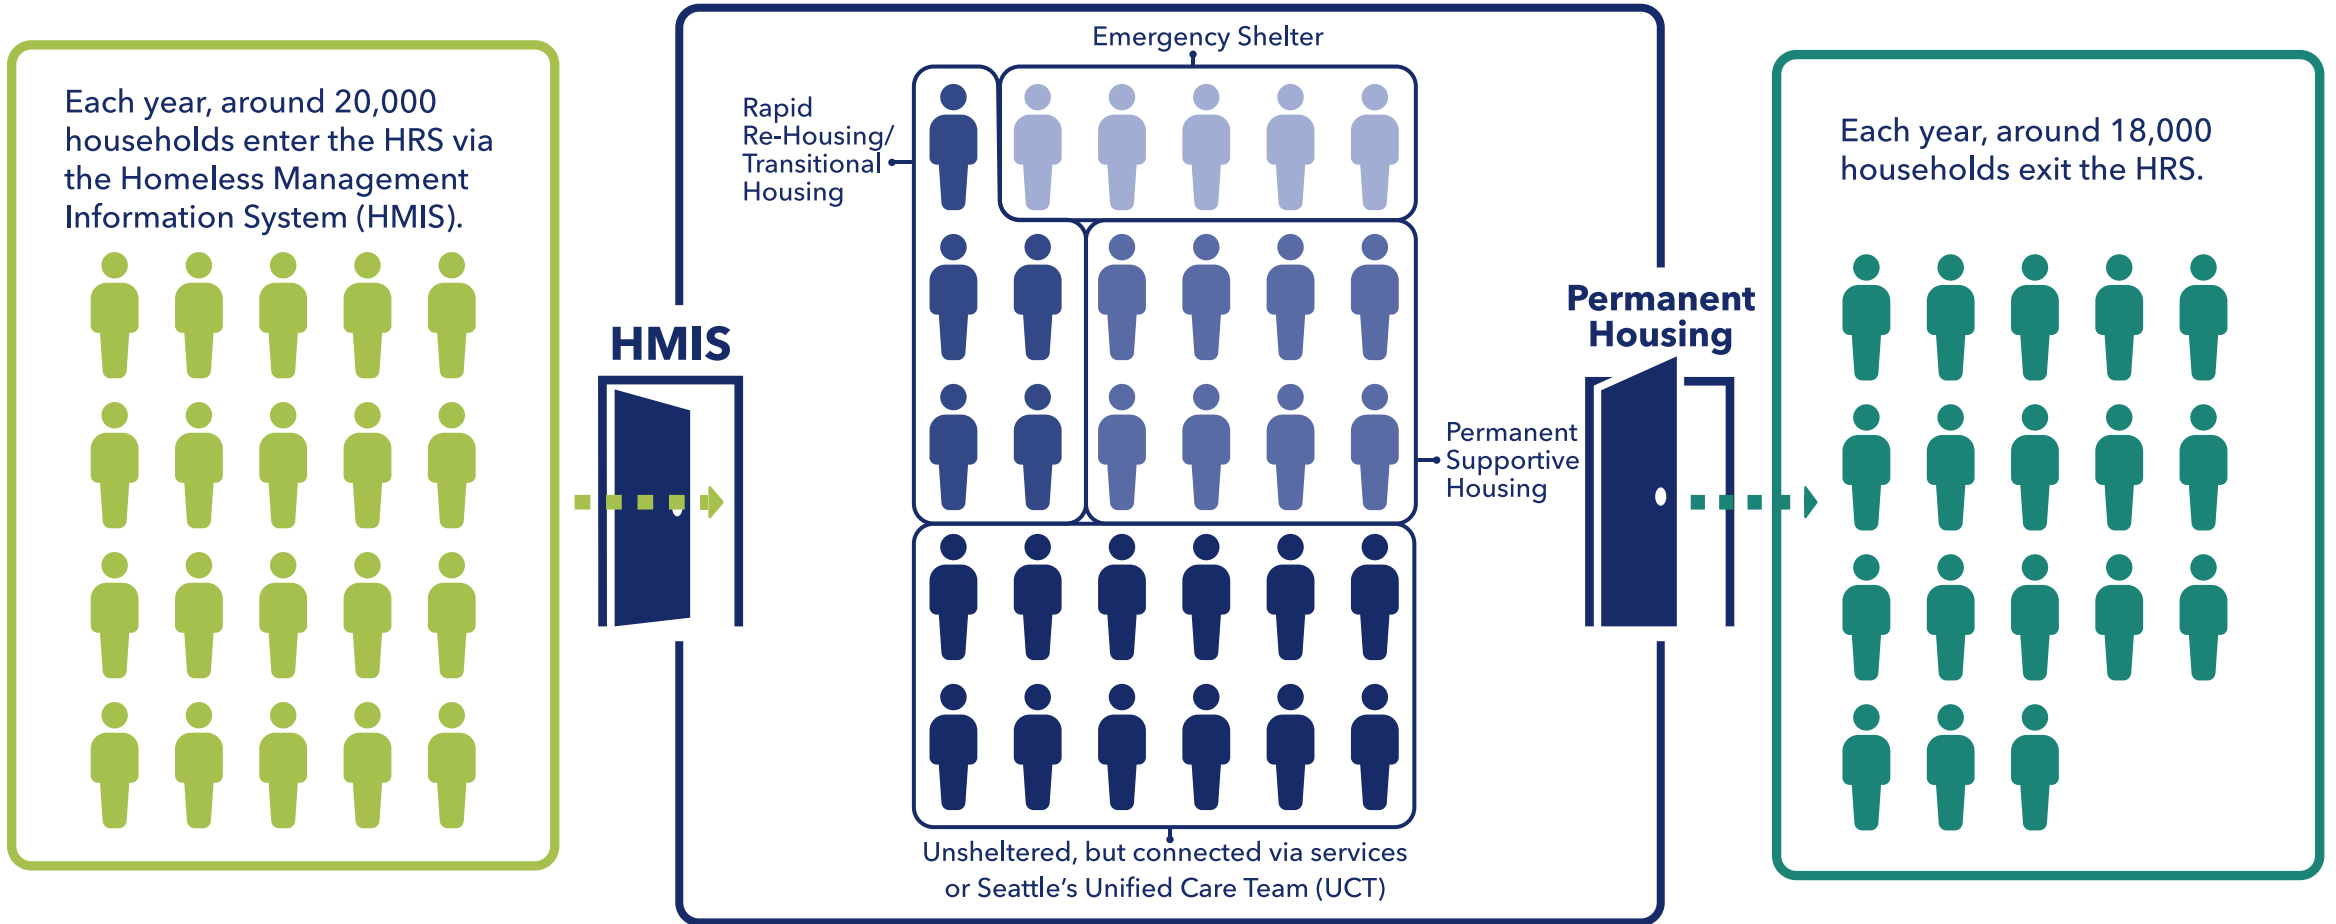 Each year, around 20,000
households enter the HRS via
the Homeless Management
Information System (HMIS).
HMIS
Emergency Shelter
Rapid
Re-Housing/
Transitional
Housing
Permanent
Supportive
Housing
Unsheltered, but connected via services
or Seattle's Unified Care Team (UCT)
Permanent
Housing
Each year, around 18,000
households exit the HRS.